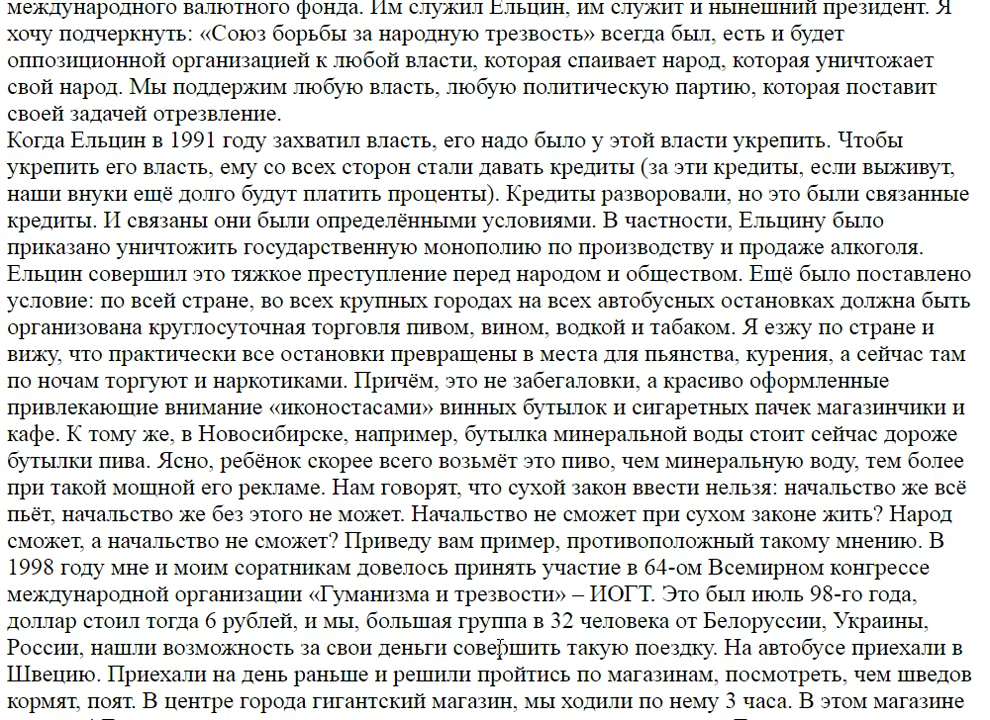 международного валютного фонда. Им служил Ельцин, им служит и нынешний президент. Я
хочу подчеркнуть: «Союз борьбы за народную трезвость» всегда был, есть и будет
оппозиционной организацией к любой власти, которая спаивает народ, которая уничтожает
свой народ. Мы поддержим любую власть, любую политическую партию, которая поставит
своей задачей отрезвление.
Когда Ельцин в 1991 году захватил власть, его надо было у этой власти укрепить. Чтобы
укрепить его власть, ему со всех сторон стали давать кредиты (за эти кредиты, если выживут,
наши внуки ещё долго будут платить проценты). Кредиты разворовали, но это были связанные
кредиты. И связаны они были определёнными условиями. В частности, Ельцину было
приказано уничтожить государственную монополию по производству и продаже алкоголя.
Ельцин совершил это тяжкое преступление перед народом и обществом. Ещё было поставлено
условие: по всей стране, во всех крупных городах на всех автобусных остановках должна быть
организована круглосуточная торговля пивом, вином, водкой и табаком. Я езжу по стране и
вижу, что практически все остановки превращены в места для пьянства, курения, а сейчас там
по ночам торгуют и наркотиками. Причём, это не забегаловки, а красиво оформленные
привлекающие внимание «иконостасами» винных бутылок и сигаретных пачек магазинчики и
кафе. К тому же, в Новосибирске, например, бутылка минеральной воды стоит сейчас дороже
бутылки пива. Ясно, ребёнок скорее всего возьмёт это пиво, чем минеральную воду, тем более
при такой мощной его рекламе. Нам говорят, что сухой закон ввести нельзя: начальство же всё
пьёт, начальство же без этого не может. Начальство не сможет при сухом законе жить? Народ
сможет, а начальство не сможет? Приведу вам пример, противоположный такому мнению. В
1998 году мне и моим соратникам довелось принять участие в 64-ом Всемирном конгрессе
международной организации «Гуманизма и трезвости» – ИОГТ. Это был июль 98-го года,
доллар стоил тогда 6 рублей, и мы, большая группа в 32 человека от Белоруссии, Украины,
России, нашли возможность за свои деньги совершить такую поездку. На автобусе приехали в
Швецию. Приехали на день раньше и решили пройтись по магазинам, посмотреть, чем шведов
кормят, поят. В центре города гигантский магазин, мы ходили по нему 3 часа. В этом магазине